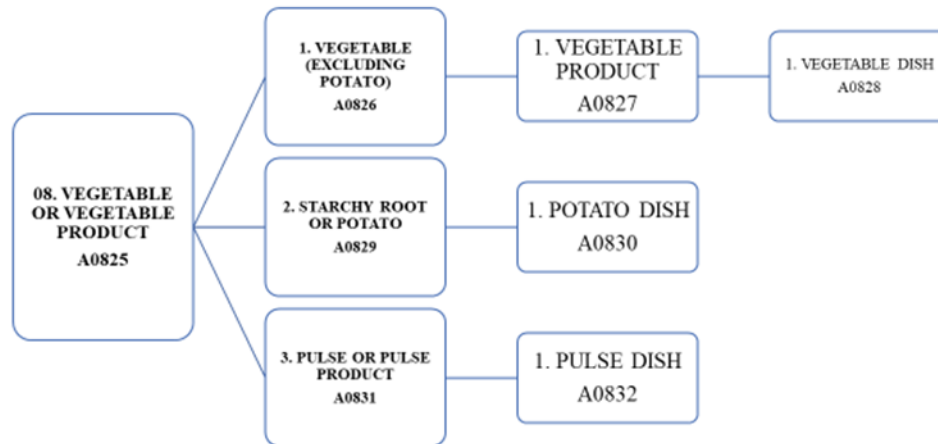 1. VEGETABLE
(EXCLUDING
POTATO)
A0826
1. VEGETABLE
PRODUCT
A0827
1. VEGETABLE DISH
A0828
08. VEGETABLE
OR VEGETABLE
PRODUCT
A0825
2. STARCHY ROOT
OR POTATO
A0829
1. POTATO DISH
A0830
3. PULSE OR PULSE
PRODUCT
A0831
1. PULSE DISH
A0832